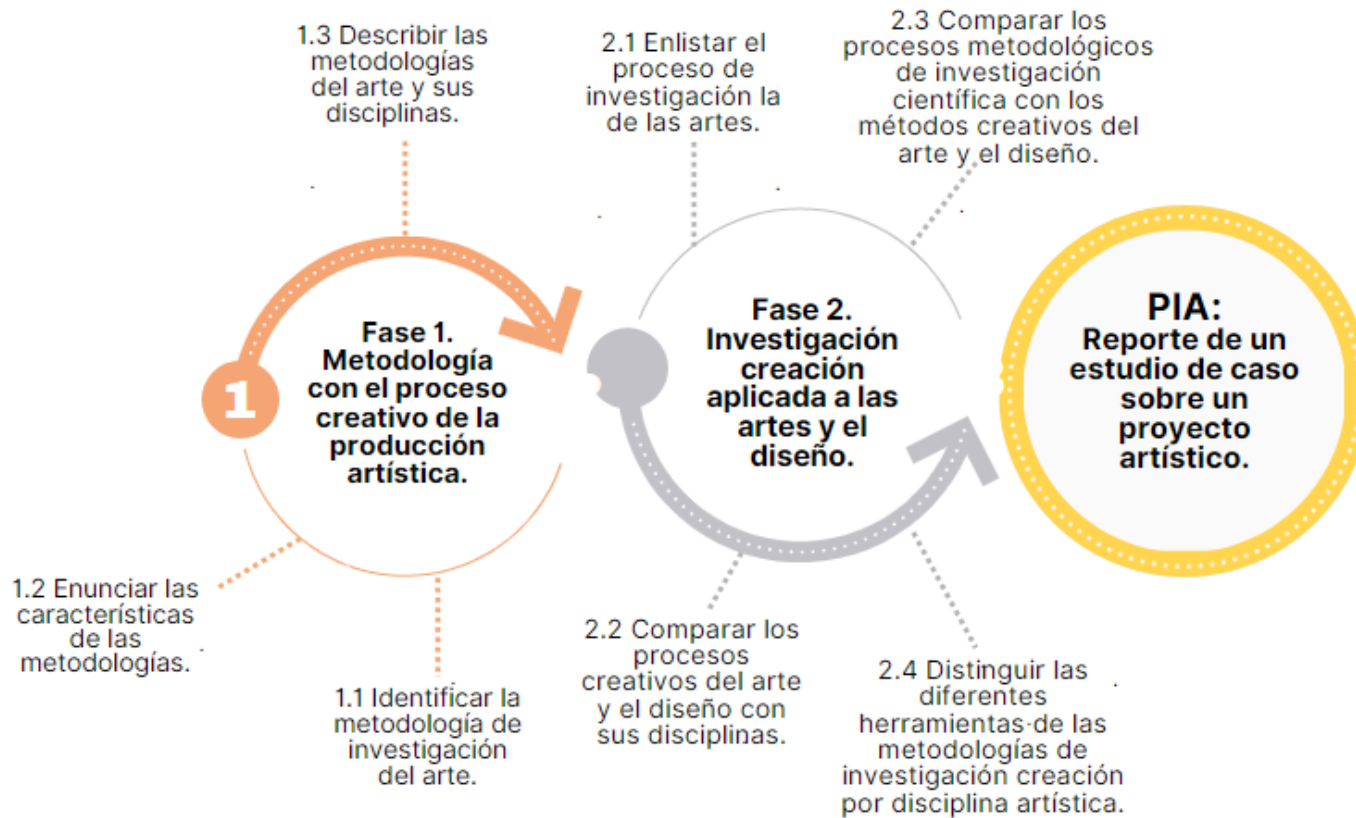 1.3 Describir las
metodologías
del arte y sus
disciplinas.
2.1 Enlistar el
proceso de
investigación la
de las artes.
2.3 Comparar los
procesos metodológicos
de investigación
científica con los
métodos creativos del
arte y el diseño.
1
Fase 1.
Metodología
con el proceso
creativo de la
producción
artística.
Fase 2.
Investigación
creación
aplicada a las
artes y el
diseño.
PIA:
Reporte de un
estudio de caso
sobre un
proyecto
artístico.
1.2 Enunciar las
características
de las
metodologías.
1.1 Identificar la
metodología de
investigación
del arte.
2.2 Comparar los
procesos
creativos del arte
y el diseño con
sus disciplinas.
2.4 Distinguir las
diferentes
herramientas·de las
metodologías de
investigación creación
por disciplina artística.